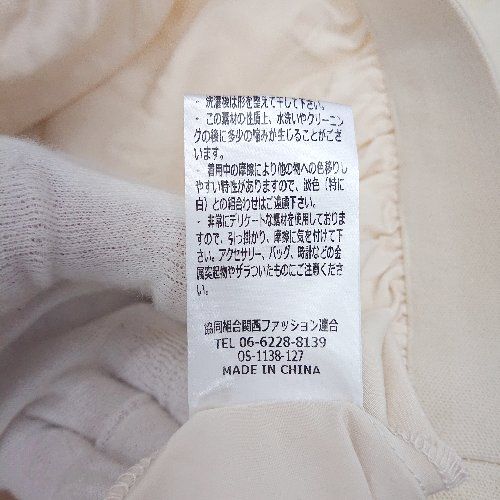 ・洗濯後は形を整えて干して下さい。
・この素材の性質上、水洗いやクリーニン
グの後に多少の縮みが生じることがござ
います。
・着用中の摩擦により他の物への色移りし
やすい特性がありますので、淡色（特に
白）との組合わせはご遠慮下さい。
・非常にデリケートな素材を使用しており
ますので、引っ掛かり、摩擦に気を付けて下
さい。アクセサリー、バッグ、時計などの金
属突起物やザラついたものにご注意くださ
い。
協同組合関西ファッション連合
TEL 06-6228-8139
OS-1138-127
MADE IN CHINA